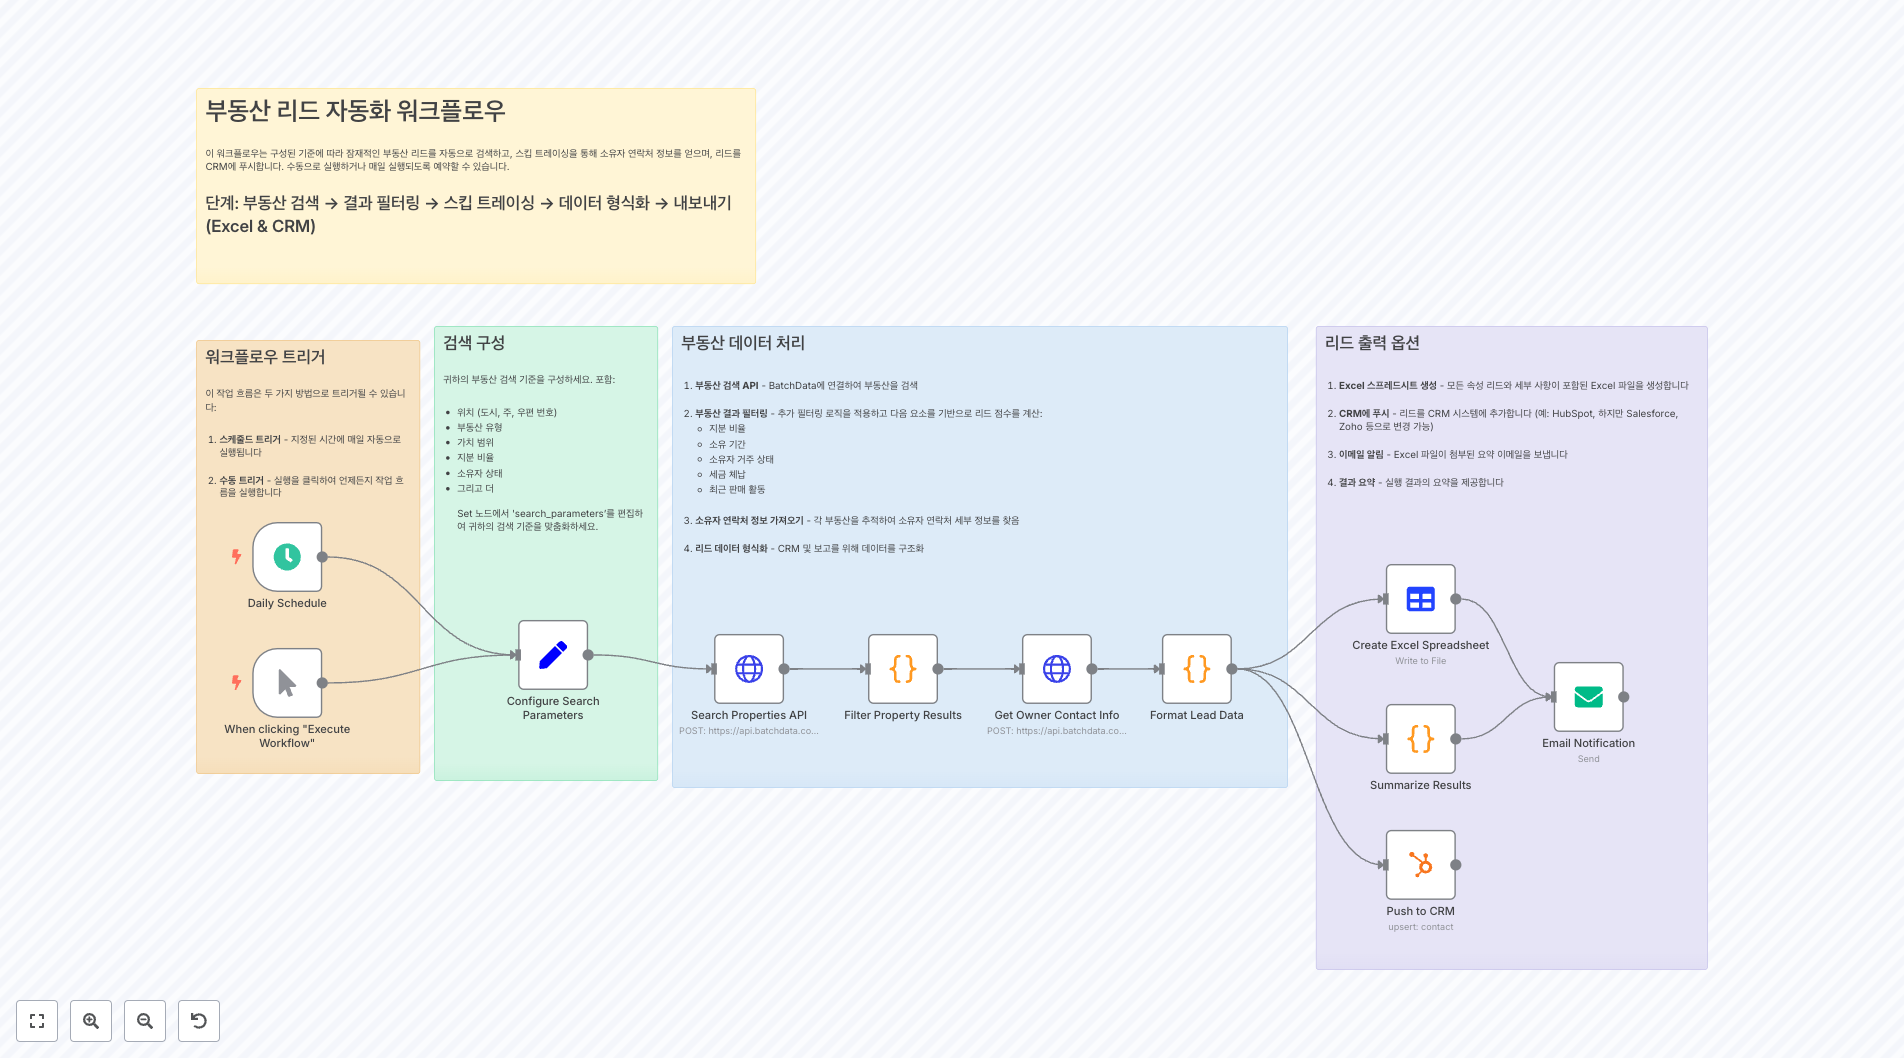 부동산 리드 자동화 워크플로우
이 워크플로우는 구성된 기준에 따라 잠재적인 부동산 리드를 자동으로 검색하고, 스킵 트레이싱을 통해 소유자 연락처 정보를 얻으며, 리드를
CRM에 푸시합니다. 수동으로 실행하거나 매일 실행되도록 예약할 수 있습니다.
단계: 부동산 검색 → 결과 필터링 → 스킵 트레이싱 → 데이터 형식화 → 내보내기
(Excel & CRM)
워크플로우 트리거
이 작업 흐름은 두 가지 방법으로 트리거될 수 있습니
다:
1. 스케줄드 트리거 - 지정된 시간에 매일 자동으로
실행됩니다
2. 수동 트리거 - 실행을 클릭하여 언제든지 작업 흐
름을 실행합니다
Daily Schedule
When clicking "Execute
Workflow"
검색 구성
귀하의 부동산 검색 기준을 구성하세요. 포함:
• 위치 (도시, 주, 우편 번호)
• 부동산 유형
• 가치 범위
• 지분 비율
• 소유자 상태
• 그리고 더
Set 노드에서 'search_parameters'를 편집하
여 귀하의 검색 기준을 맞춤화하세요.
Configure Search
Parameters
부동산 데이터 처리
1. 부동산 검색 API - BatchData에 연결하여 부동산을 검색
2. 부동산 결과 필터링 - 추가 필터링 로직을 적용하고 다음 요소를 기반으로 리드 점수를 계산:
◦ 지분 비율
◦ 소유 기간
◦ 소유자 거주 상태
◦ 세금 체납
◦ 최근 판매 활동
3. 소유자 연락처 정보 가져오기 - 각 부동산을 추적하여 소유자 연락처 세부 정보를 찾음
4. 리드 데이터 형식화 - CRM 및 보고를 위해 데이터를 구조화
Search Properties API
POST: https://api.batchdata.co...
Filter Property Results
Get Owner Contact Info
POST: https://api.batchdata.co...
Format Lead Data
리드 출력 옵션
1. Excel 스프레드시트 생성 - 모든 속성 리드와 세부 사항이 포함된 Excel 파일을 생성합니다
2. CRM에 푸시 - 리드를 CRM 시스템에 추가합니다 (예: HubSpot, 하지만 Salesforce,
Zoho 등으로 변경 가능)
3. 이메일 알림 - Excel 파일이 첨부된 요약 이메일을 보냅니다
4. 결과 요약 - 실행 결과의 요약을 제공합니다
Create Excel Spreadsheet
Write to File
Summarize Results
Email Notification
Send
Push to CRM
upsert: contact